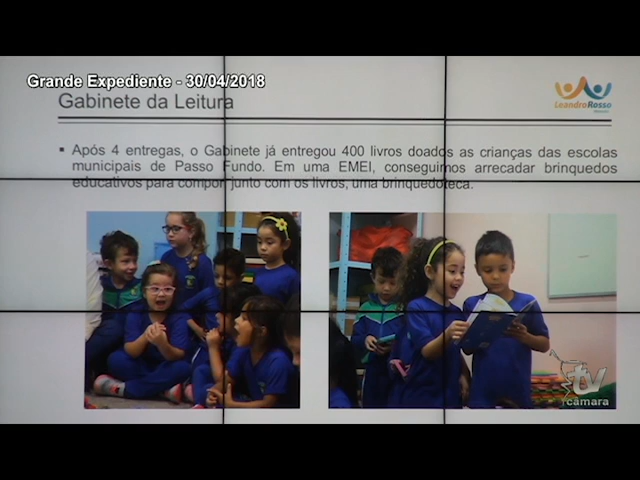 Grande Expediente - 30/04/2018
Gabinete da Leitura
LeandroRosso
▪ Após 4 entregas, o Gabinete já entregou 400 livros doados as crianças das escolas
municipais de Passo Fundo. Em uma EMEI, conseguimos arrecadar brinquedos
educativos para compor junto com os livros, uma brinquedoteca.
tv
câmara